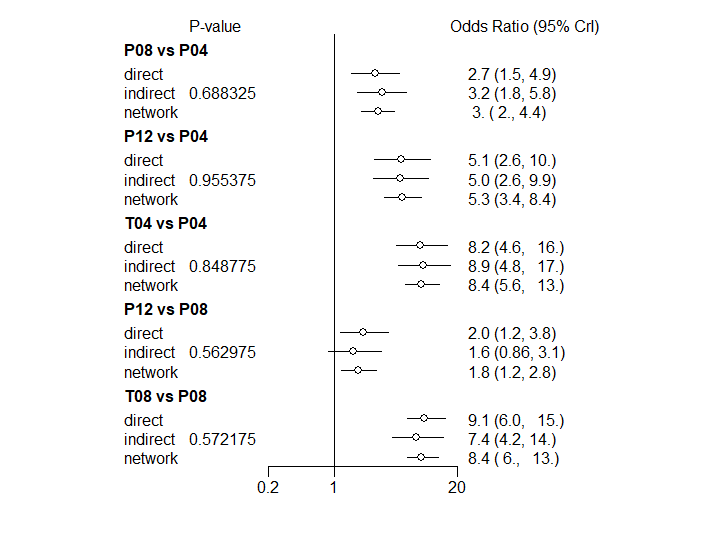 P-value Odds Ratio (95% CrI)
P08 vs P04
direct 2.7 (1.5, 4.9)
indirect 0.688325 3.2 (1.8, 5.8)
network 3. ( 2., 4.4)
P12 vs P04
direct 5.1 (2.6, 10.)
indirect 0.955375 5.0 (2.6, 9.9)
network 5.3 (3.4, 8.4)
T04 vs P04
direct 8.2 (4.6, 16.)
indirect 0.848775 8.9 (4.8, 17.)
network 8.4 (5.6, 13.)
P12 vs P08
direct 2.0 (1.2, 3.8)
indirect 0.562975 1.6 (0.86, 3.1)
network 1.8 (1.2, 2.8)
T08 vs P08
direct 9.1 (6.0, 15.)
indirect 0.572175 7.4 (4.2, 14.)
network 8.4 ( 6., 13.)
0.2 1 20